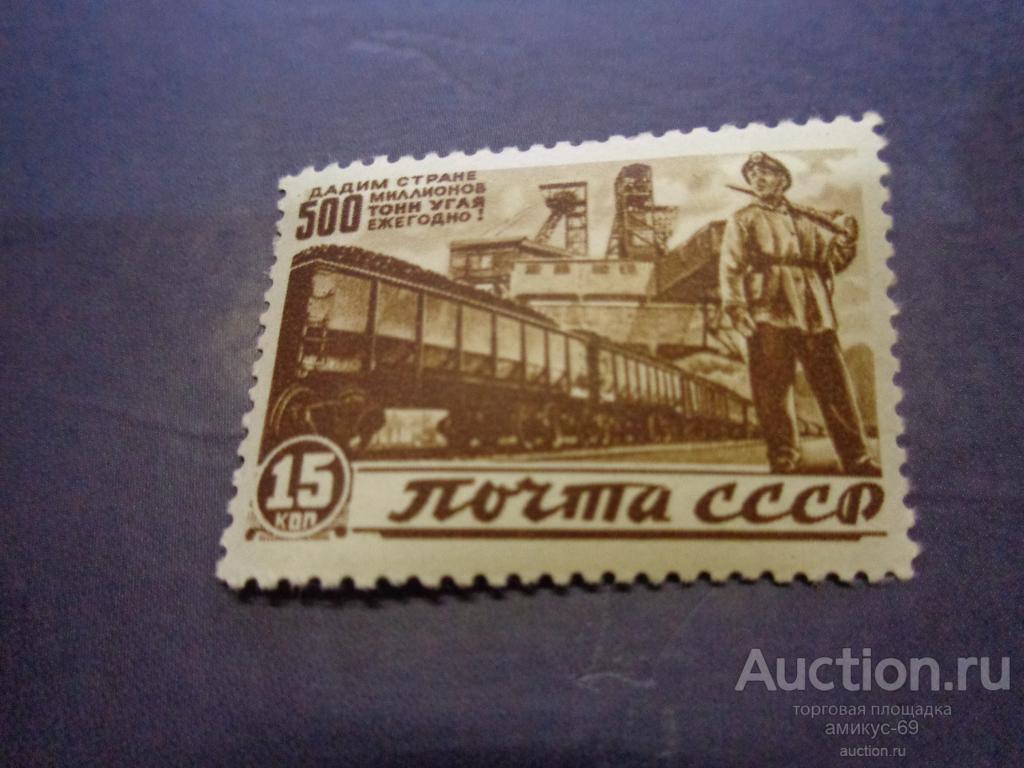 ДАДИМ СТРАНЕ
500 МИЛЛИОНОВ
ТОНН УГЛЯ
ЕЖЕГОДНО!
15
КОП
Почта СССР
Auction.ru
торговая площадка
амикус-69
auction.ru